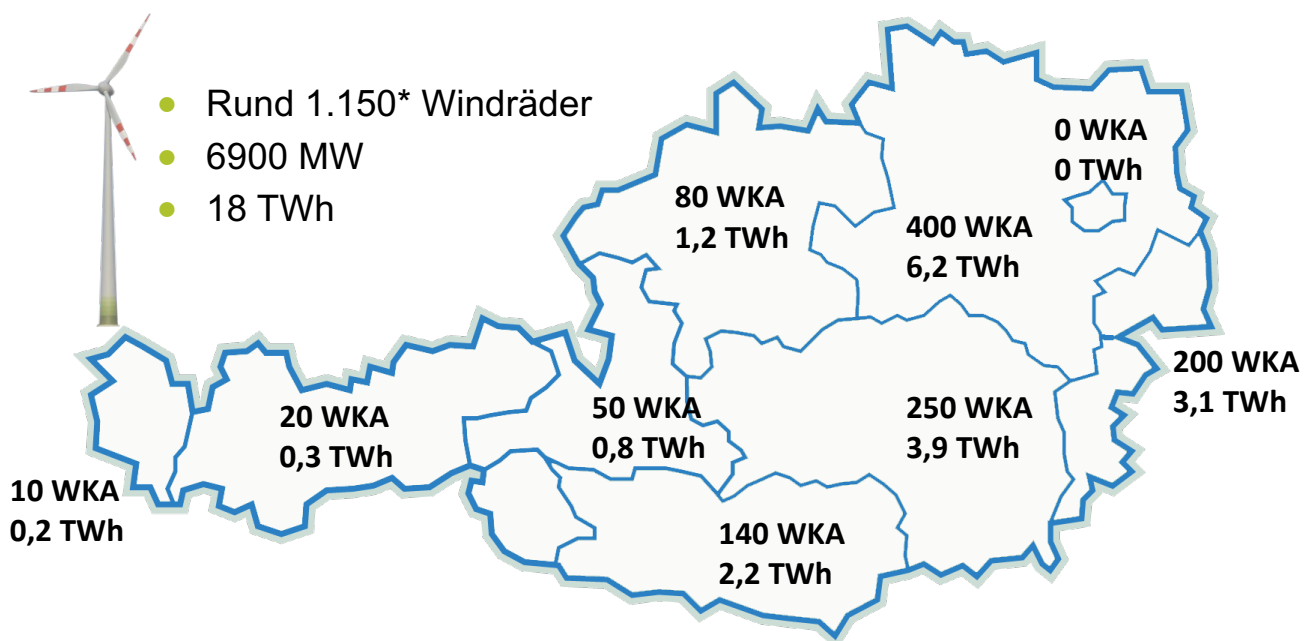 Rund 1.150* Windräder
6900 MW
18 TWh
0 WKA
0 TWh
80 WKA
1,2 TWh
400 WKA
6,2 TWh
200 WKA
3,1 TWh
20 WKA
0,3 TWh
50 WKA
0,8 TWh
250 WKA
3,9 TWh
10 WKA
0,2 TWh
140 WKA
2,2 TWh